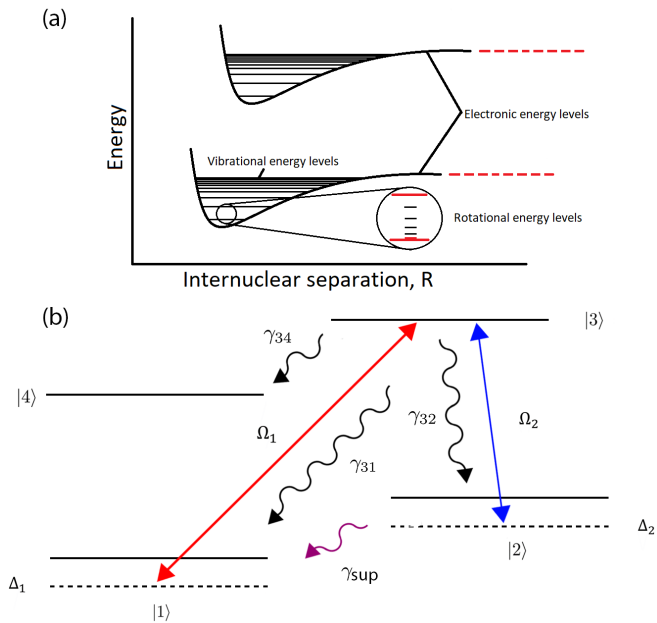 (a)
Energy
Electronic energy levels
Vibrational energy levels
Rotational energy levels
Internuclear separation, R
(b)
γ34
|3⟩
|4⟩
Ω1
γ31
γ32
Ω2
Δ2
|2⟩
γsup
Δ1
|1⟩